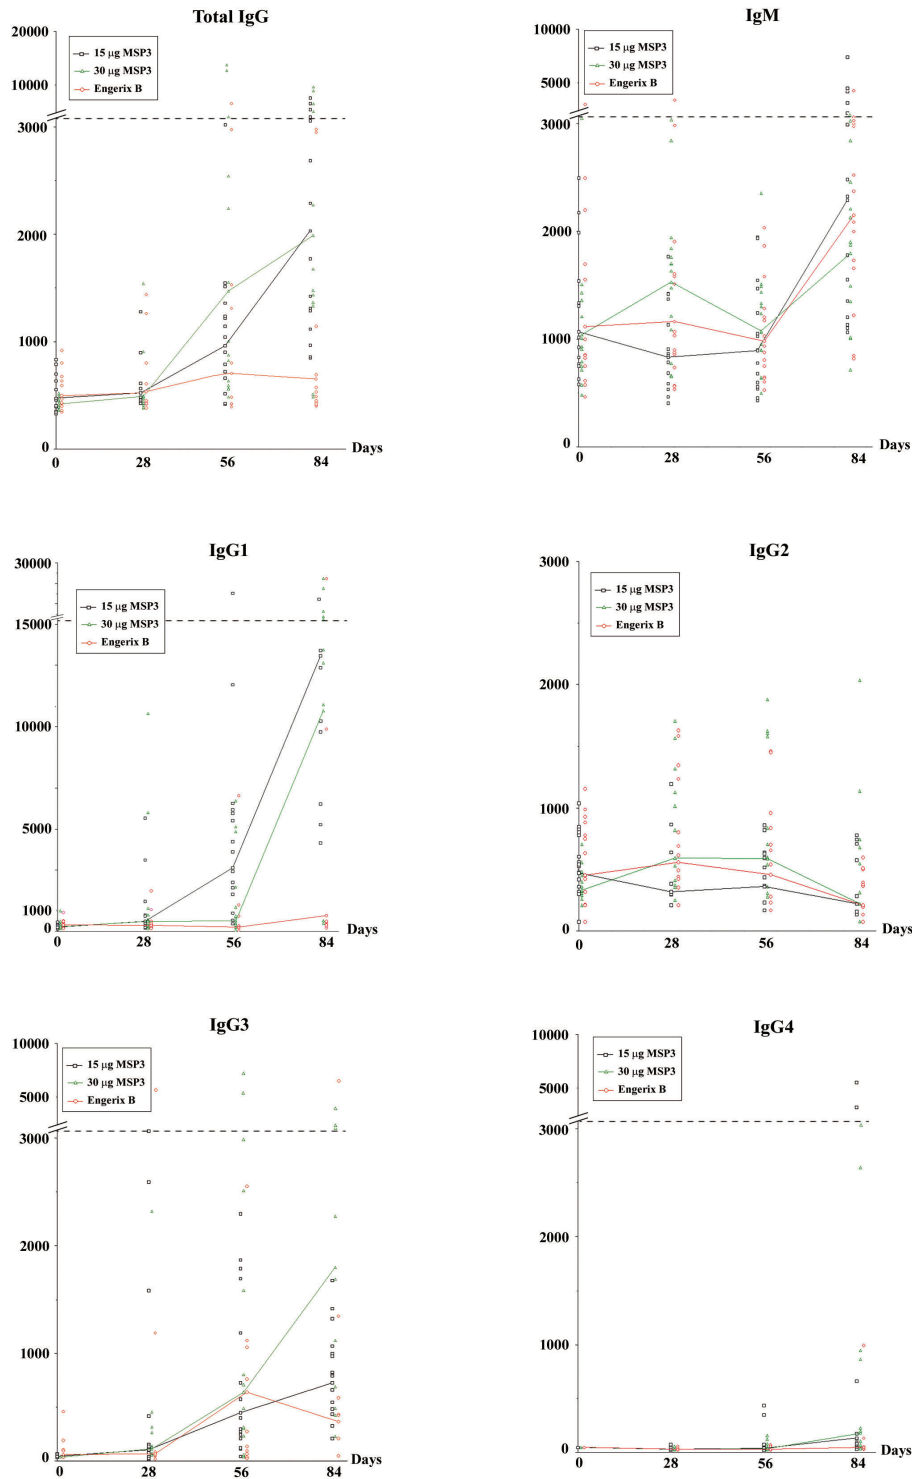 Total IgG
20000
10000
3000
2000
1000
0
15 µg MSP3
30 µg MSP3
Engerix B
0
28
56
84
Days
IgM
10000
5000
3000
2000
1000
0
15 µg MSP3
30 µg MSP3
Engerix B
0
28
56
84
Days
IgG1
30000
15000
10000
5000
1000
0
15 µg MSP3
30 µg MSP3
Engerix B
0
28
56
84
Days
IgG2
3000
2000
1000
0
15 µg MSP3
30 µg MSP3
Engerix B
0
28
56
84
Days
IgG3
10000
5000
3000
2000
1000
0
15 µg MSP3
30 µg MSP3
Engerix B
0
28
56
84
Days
IgG4
10000
5000
3000
2000
1000
0
15 µg MSP3
30 µg MSP3
Engerix B
0
28
56
84
Days